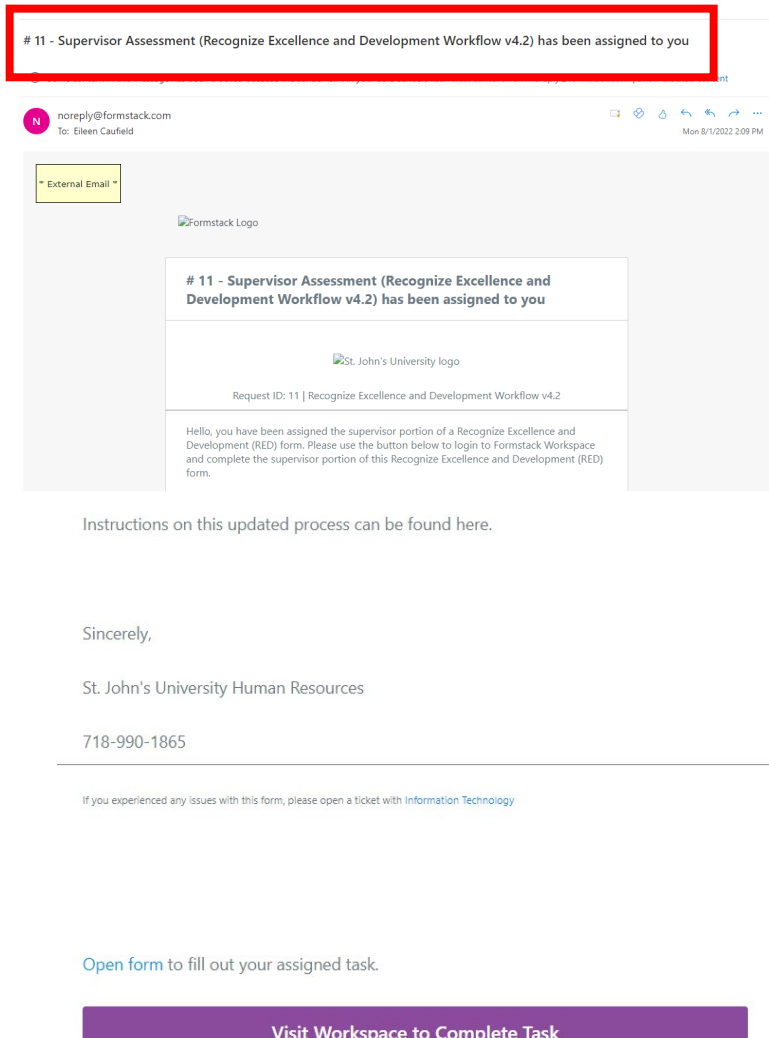 # 11 - Supervisor Assessment (Recognize Excellence and Development Workflow v4.2) has been assigned to you
N
noreply@formstack.com
To: Eileen Caufield
Mon 8/1/2022 2:09 PM
* External Email *
Formstack Logo
# 11 - Supervisor Assessment (Recognize Excellence and
Development Workflow v4.2) has been assigned to you
St. John's University logo
Request ID: 11 | Recognize Excellence and Development Workflow v4.2
Hello, you have been assigned the supervisor portion of a Recognize Excellence and
Development (RED) form. Please use the button below to login to Formstack Workspace
and complete the supervisor portion of this Recognize Excellence and Development (RED)
form.
Instructions on this updated process can be found here.
Sincerely,
St. John's University Human Resources
718-990-1865
If you experienced any issues with this form, please open a ticket with Information Technology
Open form to fill out your assigned task.
Visit Workspace to Complete Task